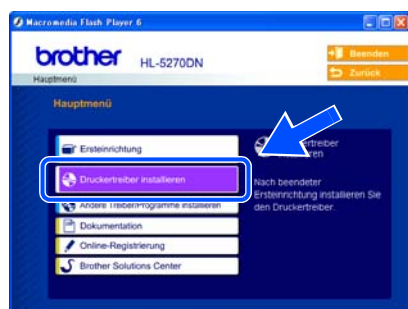 Macromedia Flash Player 6
brother HL-5270DN
Beenden
Zurück
Hauptmenü
Hauptmenü
Ersteinrichtung
Druckertreiber installieren
Andere Treiber/Programme installieren
Dokumentation
Online-Registrierung
Brother Solutions Center
Nach beendeter
Ersteinrichtung installieren Sie
den Druckertreiber.